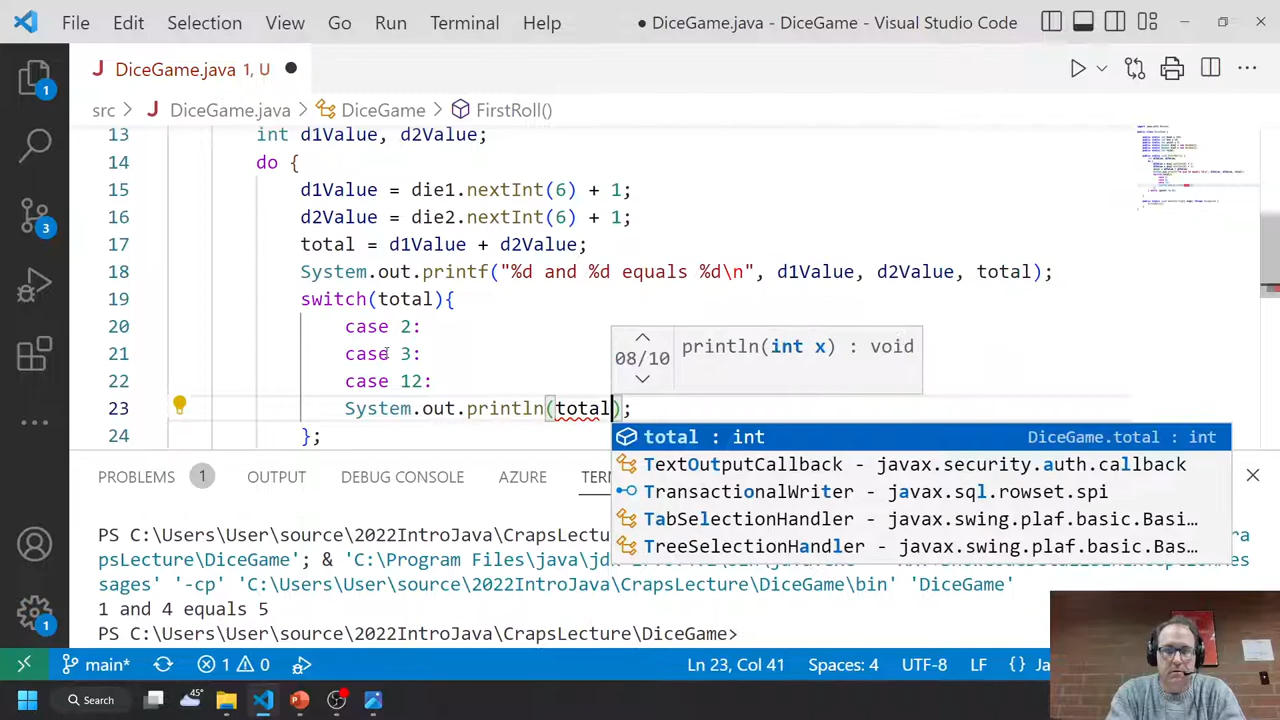 File Edit Selection View Go Run Terminal Help ● DiceGame.java - DiceGame - Visual Studio Code
J DiceGame.java 1, U ●
src > J DiceGame.java > DiceGame > FirstRoll()
13 int d1Value, d2Value;
14 do {
15 d1Value = die1.nextInt(6) + 1;
16 d2Value = die2.nextInt(6) + 1;
17 total = d1Value + d2Value;
18 System.out.printf("%d and %d equals %d\n", d1Value, d2Value, total);
19 switch(total){
20 case 2:
21 case 3:
22 case 12:
23 System.out.println(total);
24 };
08/10 println(int x) : void
total : int DiceGame.total : int
TextOutputCallback - javax.security.auth.callback
TransactionalWriter - javax.sql.rowset.spi
TabSelectionHandler - javax.swing.plaf.basic.Basi...
TreeSelectionHandler - javax.swing.plaf.basic.Bas...
PROBLEMS 1 OUTPUT DEBUG CONSOLE AZURE TER
PS C:\Users\User\source\2022IntroJava\CrapsLecture\DiceGame> ra
psLecture\DiceGame'; & 'C:\Program Files\java\jd
sages' '-cp' 'C:\Users\User\source\2022IntroJava\CrapsLecture\DiceGame\bin' 'DiceGame'
1 and 4 equals 5
PS C:\Users\User\source\2022IntroJava\CrapsLecture\DiceGame>
main* 1 0 Ln 23, Col 41 Spaces: 4 UTF-8 LF {} Ja
Search 45°